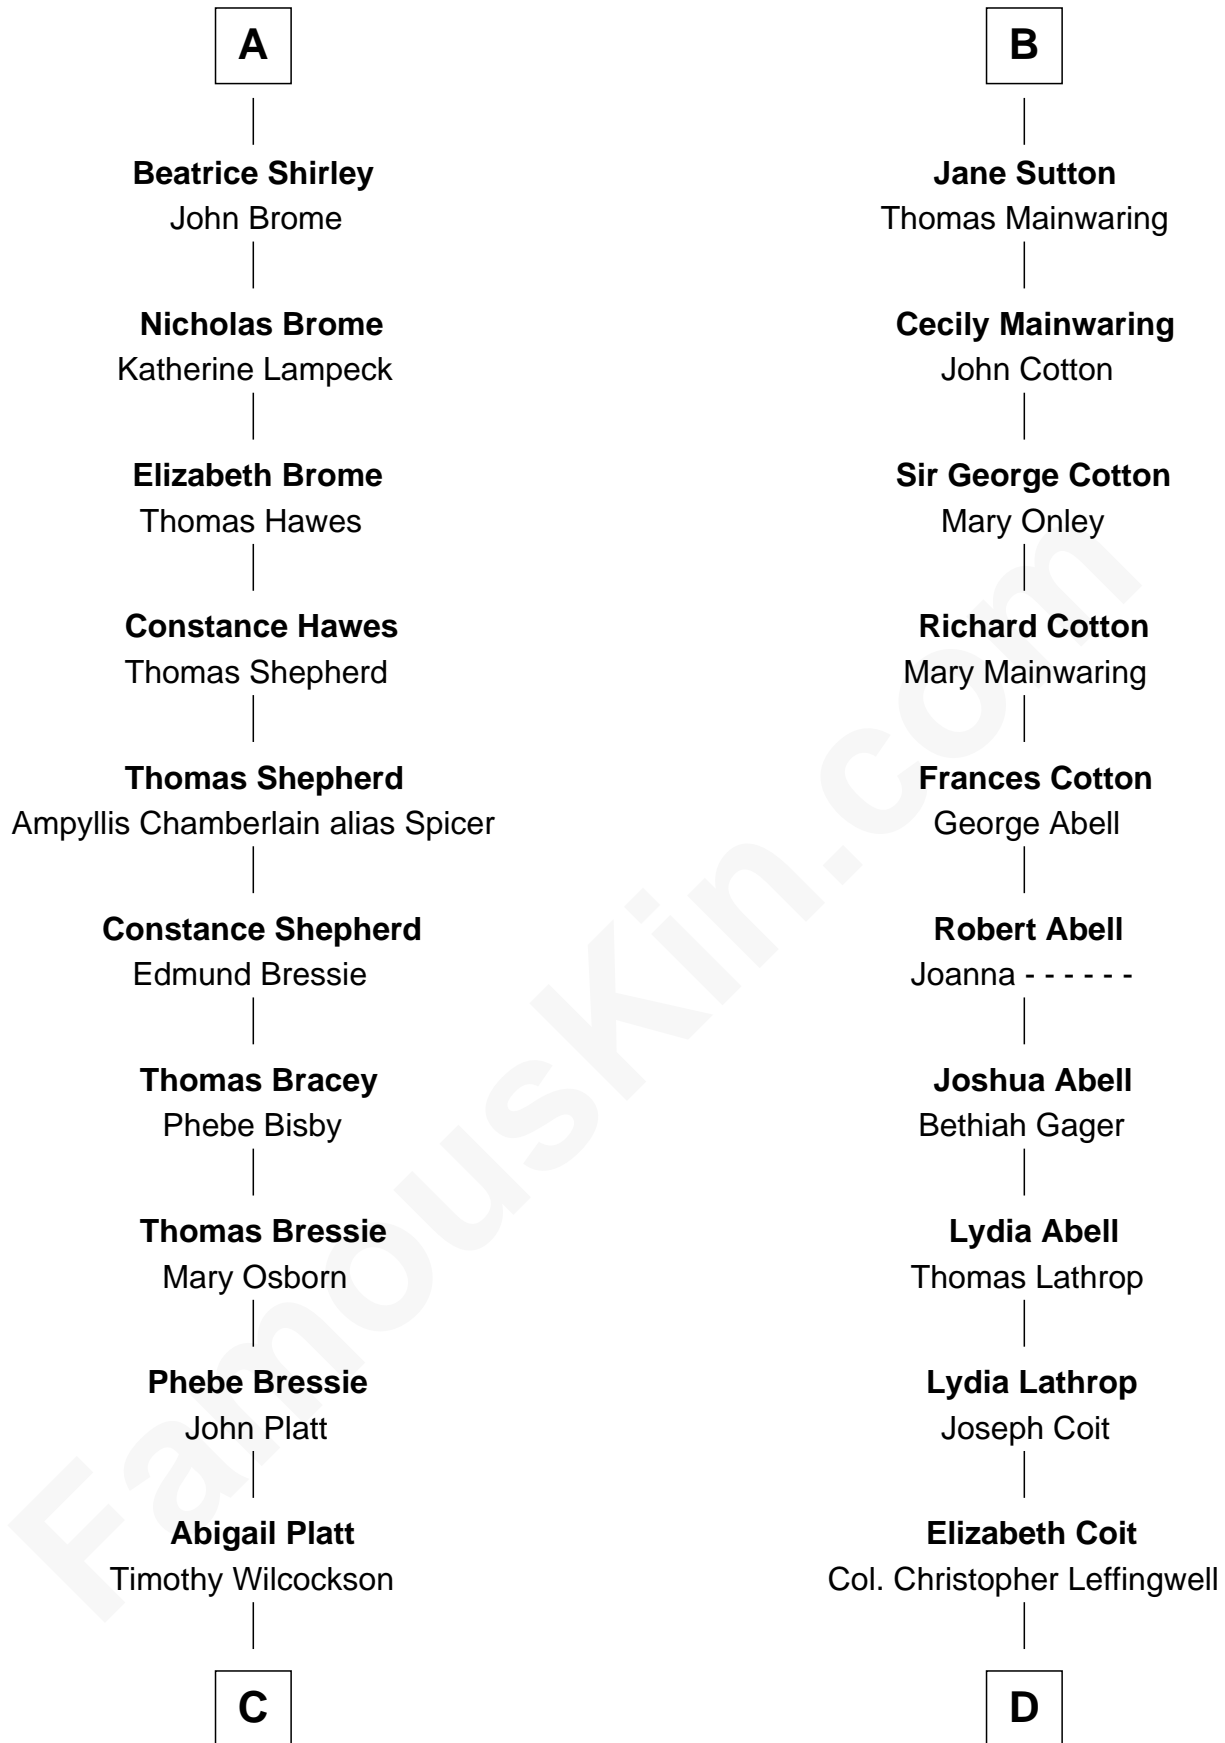 A
Beatrice Shirley
John Brome
Nicholas Brome
Katherine Lampeck
Elizabeth Brome
Thomas Hawes
Constance Hawes
Thomas Shepherd
Thomas Shepherd
Ampyllis Chamberlain alias Spicer
Constance Shepherd
Edmund Bressie
Thomas Bracey
Phebe Bisby
Thomas Bressie
Mary Osborn
Phebe Bressie
John Platt
Abigail Platt
Timothy Wilcockson
C
B
Jane Sutton
Thomas Mainwaring
Cecily Mainwaring
John Cotton
Sir George Cotton
Mary Onley
Richard Cotton
Mary Mainwaring
Frances Cotton
George Abell
Robert Abell
Joanna - - - - - -
Joshua Abell
Bethiah Gager
Lydia Abell
Thomas Lathrop
Lydia Lathrop
Joseph Coit
Elizabeth Coit
Col. Christopher Leffingwell
D
FamousKin.com